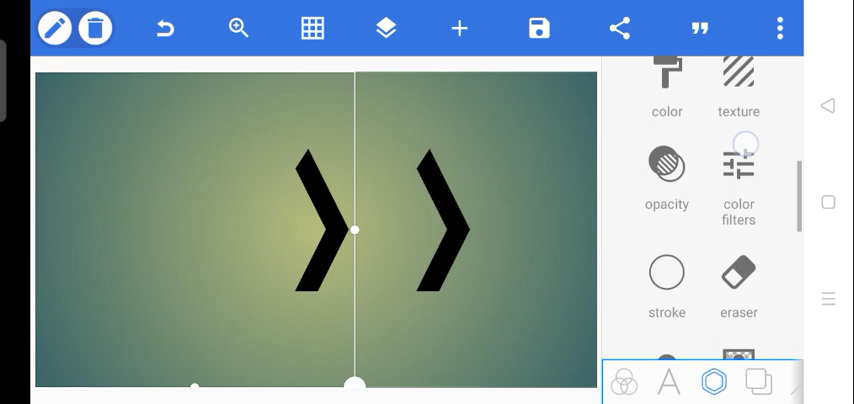 color texture
opacity color filters
stroke eraser